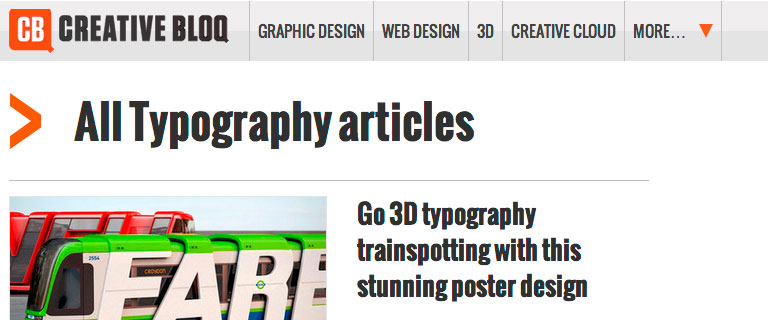 CB CREATIVE BLOQ
GRAPHIC DESIGN
WEB DESIGN
3D
CREATIVE CLOUD
MORE...
All Typography articles
2554
CROYDON
FARE
Go 3D typography
trainspotting with this
stunning poster design